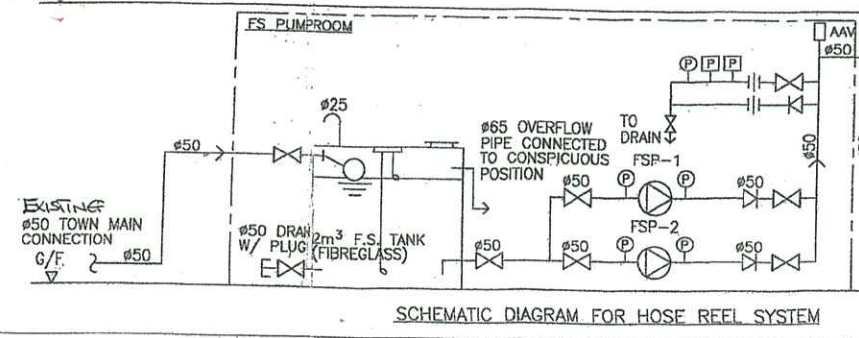 FS PUMPROOM
AAV
ø50
P P P
ø25
ø50
ø65 OVERFLOW
PIPE CONNECTED
TO CONSPICUOUS
POSITION
TO
DRAIN
ø50
FSP-1
ø50 P P ø50
EXISTING
ø50 TOWN MAIN
CONNECTION
G/F.
ø50
ø50 DRAIN
W/ PLUG
2m³ F.S. TANK
(FIBREGLASS)
FSP-2
ø50 ø50 P P ø50
SCHEMATIC DIAGRAM FOR HOSE REEL SYSTEM